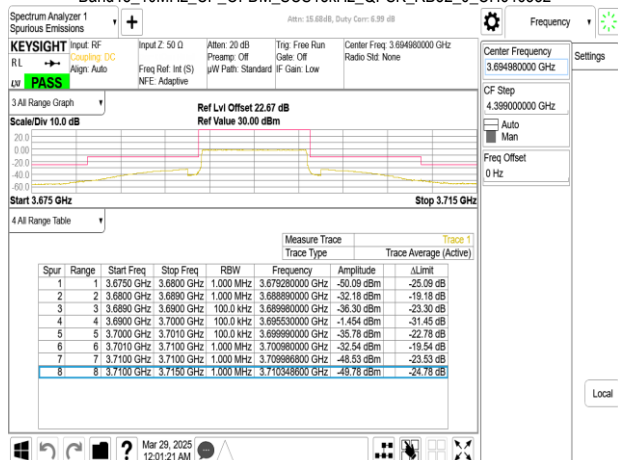 Spectrum Analyzer 1
Spurious Emissions
Attn: 15.68dB, Duty Corr: 6.99 dB
Frequency
KEYSIGHT
RL
LXI
PASS
Input: RF
Coupling: DC
Align: Auto
Input Z: 50 Ω
Freq Ref: Int (S)
NFE: Adaptive
Atten: 20 dB
Preamp: Off
µW Path: Standard
Trig: Free Run
Gate: Off
IF Gain: Low
Center Freq: 3.694980000 GHz
Radio Std: None
Center Frequency
3.694980000 GHz
Settings
CF Step
4.399000000 GHz
Auto
Man
Freq Offset
0 Hz
3 All Range Graph
Scale/Div 10.0 dB
Ref Lvl Offset 22.67 dB
Ref Value 30.00 dBm
20.0
0.00
-20.0
-40.0
-60.0
Start 3.675 GHz Stop 3.715 GHz
4 All Range Table
Measure Trace Trace 1
Trace Type Trace Average (Active)
Spur Range Start Freq Stop Freq RBW Frequency Amplitude ΔLimit
1 1 3.6750 GHz 3.6800 GHz 1.000 MHz 3.679280000 GHz -50.09 dBm -25.09 dB
2 2 3.6800 GHz 3.6890 GHz 1.000 MHz 3.688890000 GHz -32.18 dBm -19.18 dB
3 3 3.6890 GHz 3.6900 GHz 100.0 kHz 3.689980000 GHz -36.30 dBm -23.30 dB
4 4 3.6900 GHz 3.7000 GHz 100.0 kHz 3.695530000 GHz -1.454 dBm -31.45 dB
5 5 3.7000 GHz 3.7010 GHz 100.0 kHz 3.699990000 GHz -35.78 dBm -22.78 dB
6 6 3.7010 GHz 3.7100 GHz 1.000 MHz 3.700980000 GHz -32.54 dBm -19.54 dB
7 7 3.7100 GHz 3.7100 GHz 1.000 MHz 3.709986800 GHz -48.53 dBm -23.53 dB
8 8 3.7100 GHz 3.7150 GHz 1.000 MHz 3.710348600 GHz -49.78 dBm -24.78 dB
Local
?
Mar 29, 2025
12:01:21 AM